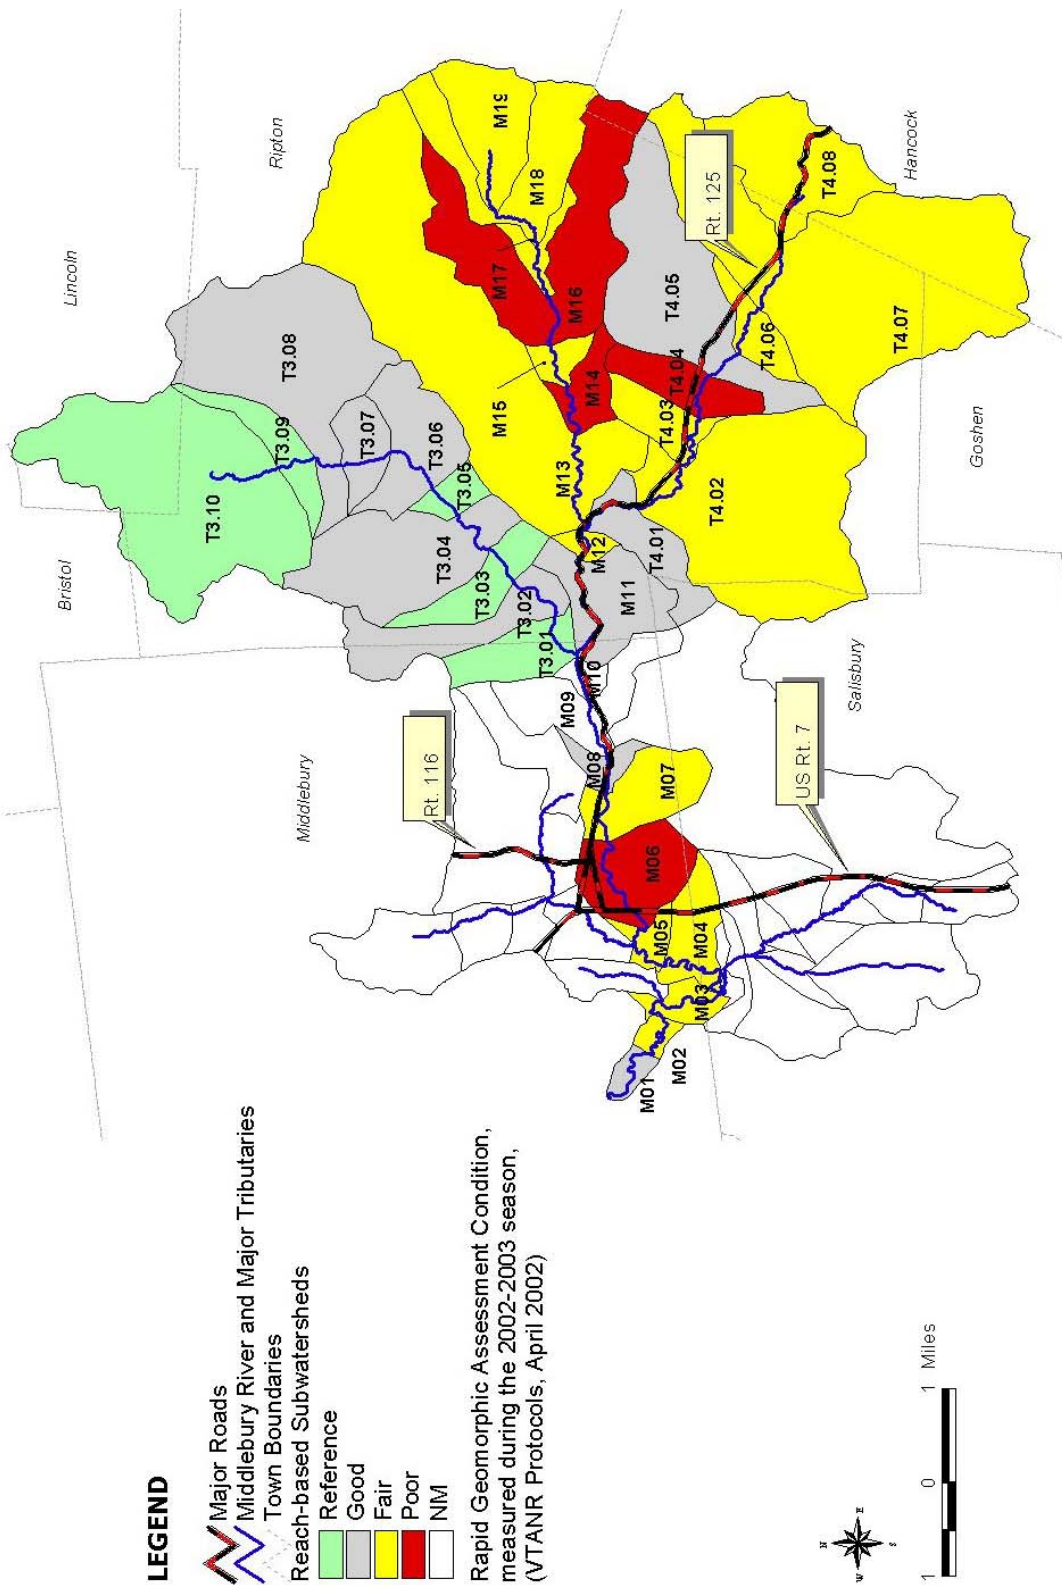 LEGEND
Major Roads
Middlebury River and Major Tributaries
Town Boundaries
Reach-based Subwatersheds
Reference
Good
Fair
Poor
NM
Rapid Geomorphic Assessment Condition,
measured during the 2002-2003 season,
(VTANR Protocols, April 2002)
N
W
E
S
1
0
1
Miles
Bristol
Lincoln
Ripton
Middlebury
Salisbury
Goshen
Hancock
Rt. 116
US Rt. 7
Rt. 125
M01
M02
M03
M04
M05
M06
M07
M08
M09
M10
M11
M12
M13
M14
M15
M16
M17
M18
M19
T3.01
T3.02
T3.03
T3.04
T3.05
T3.06
T3.07
T3.08
T3.09
T3.10
T4.01
T4.02
T4.03
T4.04
T4.05
T4.06
T4.07
T4.08